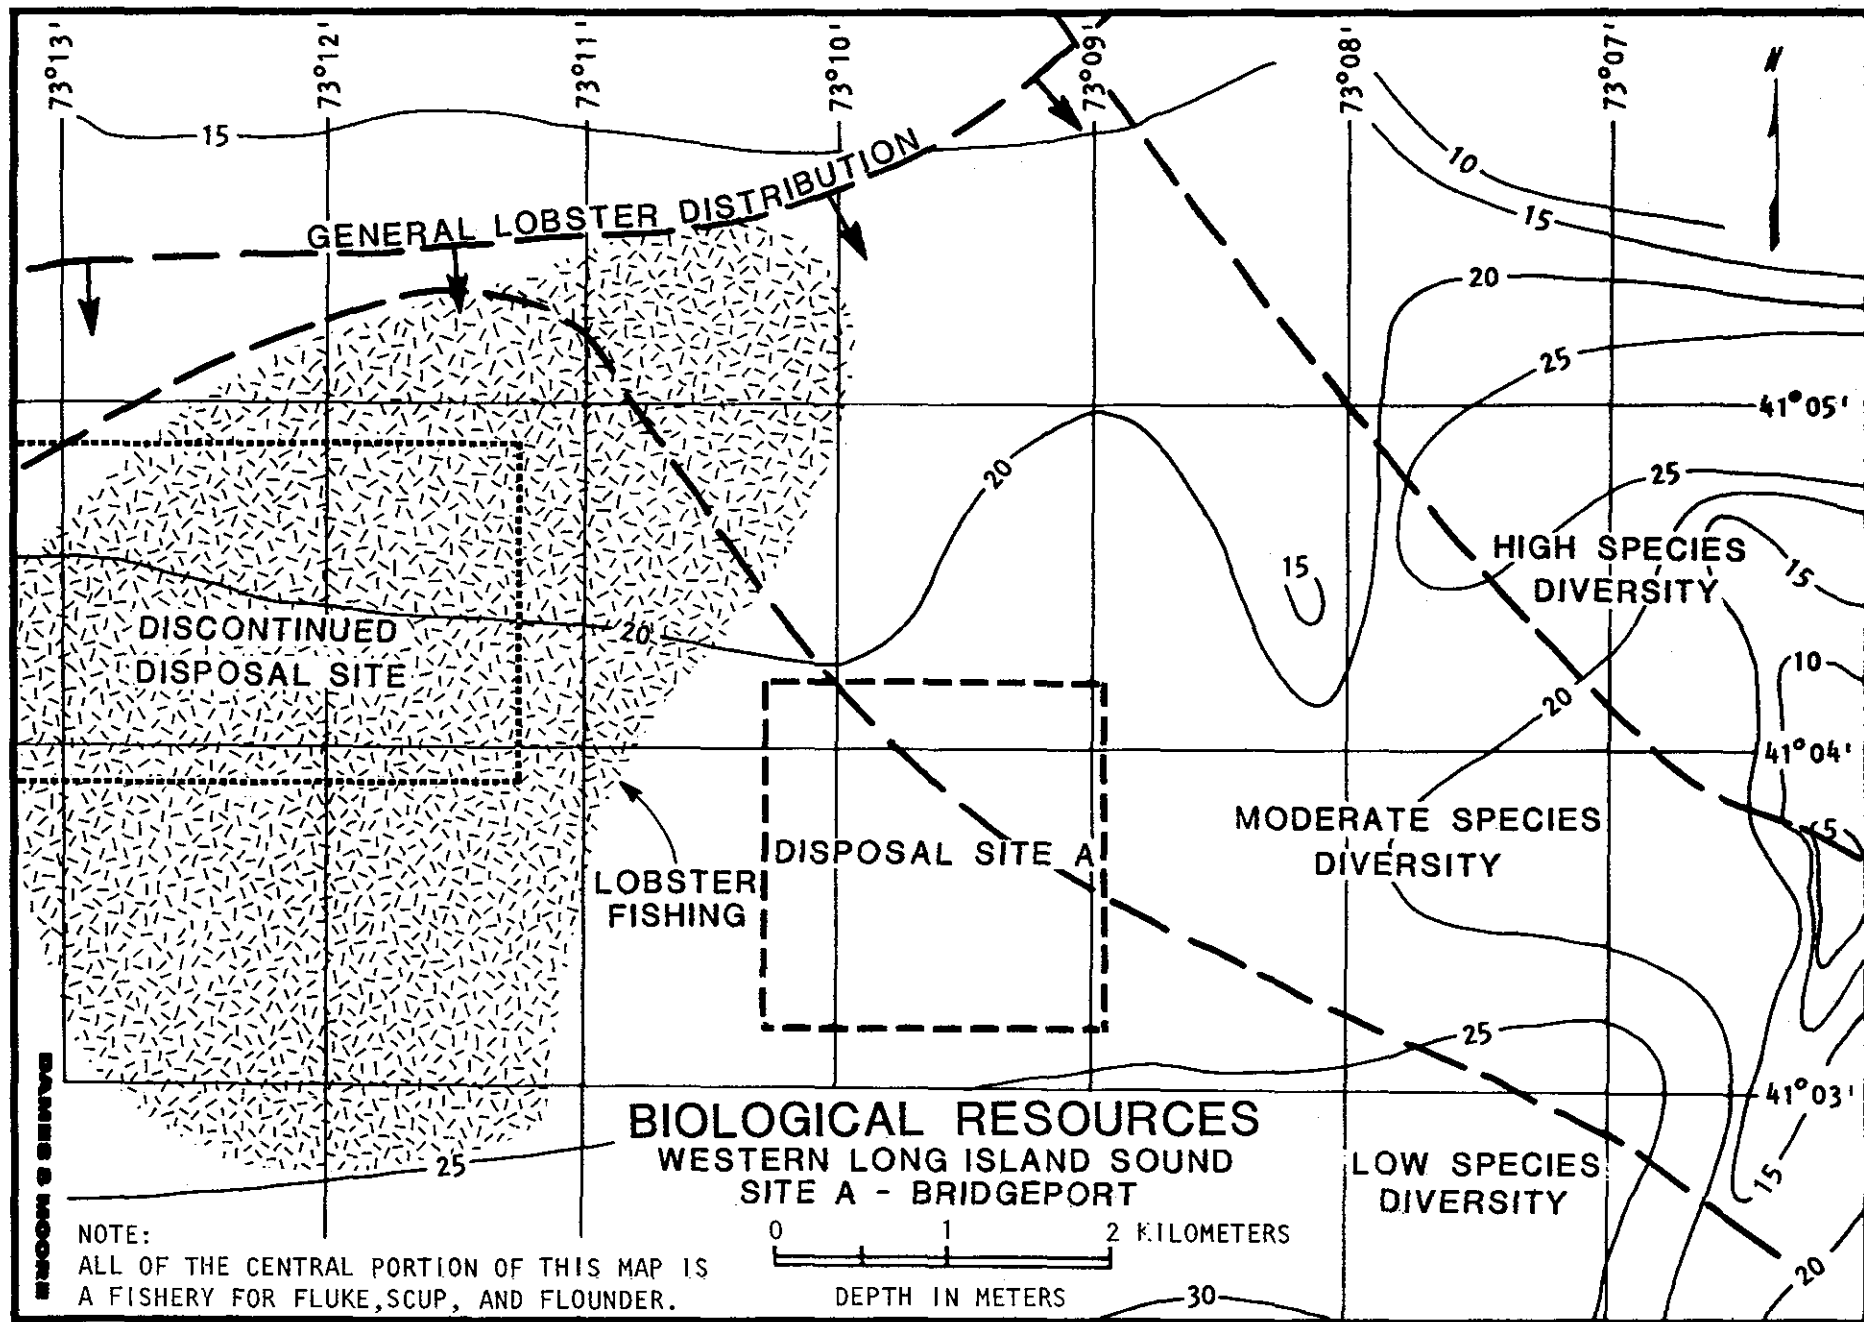 73°13'
73°12'
73°11'
73°10'
73°09'
73°08'
73°07'
N
15
10
15
GENERAL LOBSTER DISTRIBUTION
20
25
41°05'
20
25
HIGH SPECIES
DIVERSITY
15
15
DISCONTINUED
DISPOSAL SITE
20
10
20
41°04'
MODERATE SPECIES
DIVERSITY
5
DISPOSAL SITE A
LOBSTER
FISHING
25
41°03'
BIOLOGICAL RESOURCES
WESTERN LONG ISLAND SOUND
SITE A - BRIDGEPORT
25
LOW SPECIES
DIVERSITY
15
0 1 2 KILOMETERS
DEPTH IN METERS
20
30
NOTE:
ALL OF THE CENTRAL PORTION OF THIS MAP IS
A FISHERY FOR FLUKE, SCUP, AND FLOUNDER.
DAMES & MOORE